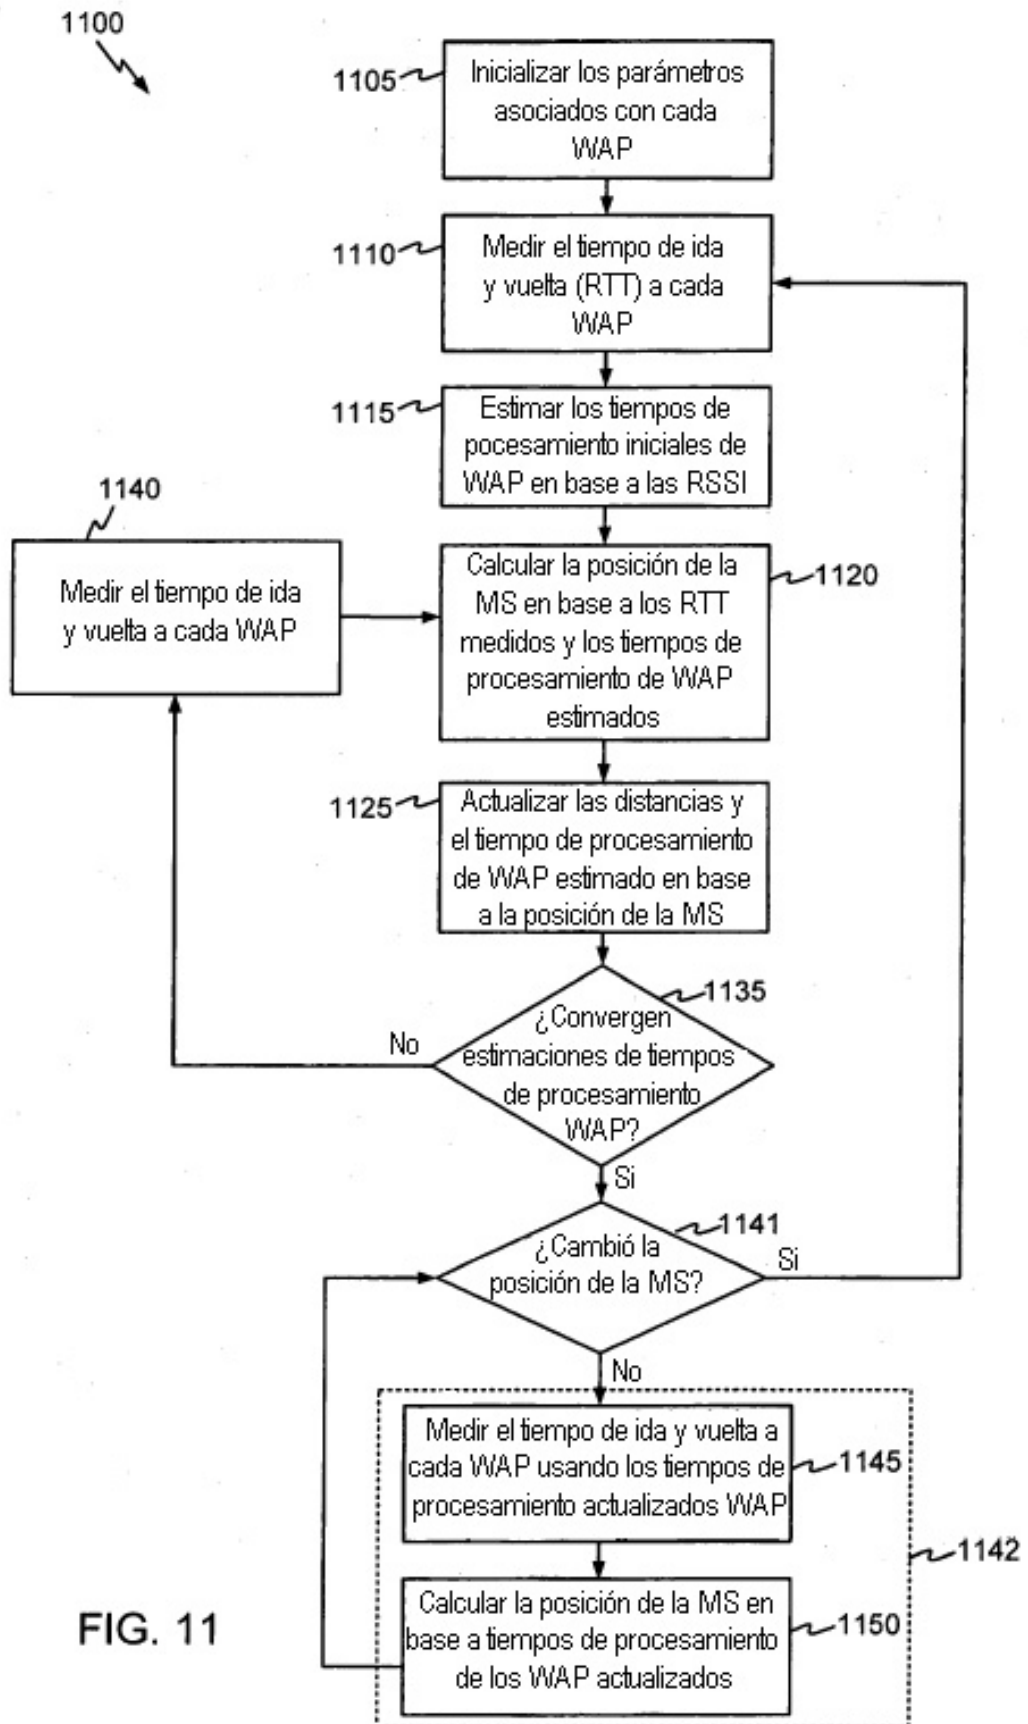 1100
1105
Inicializar los parámetros
asociados con cada
WAP
1110
Medir el tiempo de ida
y vuelta (RTT) a cada
WAP
1115
Estimar los tiempos de
pocesamiento iniciales de
WAP en base a las RSSI
1140
Medir el tiempo de ida
y vuelta a cada WAP
Calcular la posición de la
MS en base a los RTT
medidos y los tiempos de
procesamiento de WAP
estimados
1120
1125
Actualizar las distancias y
el tiempo de procesamiento
de WAP estimado en base
a la posición de la MS
1135
¿Convergen
estimaciones de tiempos
de procesamiento
WAP?
No
Si
1141
¿Cambió la
posición de la MS?
Si
No
Medir el tiempo de ida y vuelta a
cada WAP usando los tiempos de
procesamiento actualizados WAP
1145
1142
Calcular la posición de la MS en
base a tiempos de procesamiento
de los WAP actualizados
1150
FIG. 11